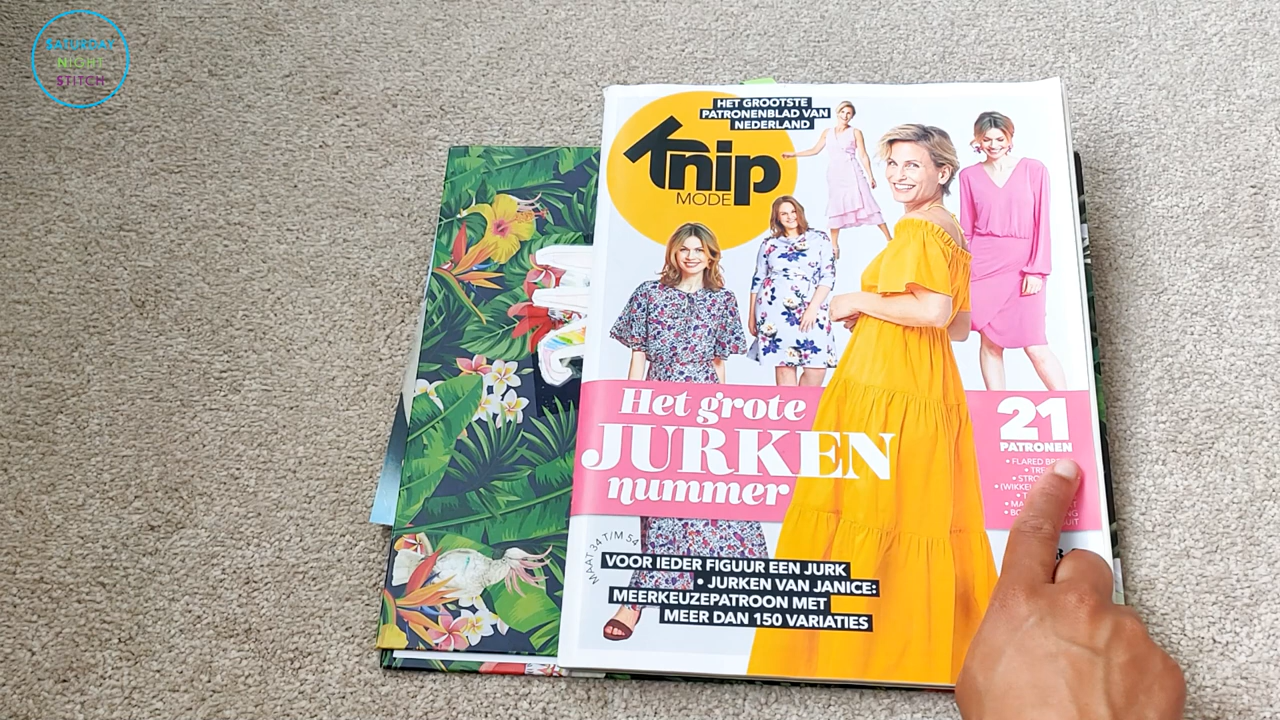 SATURDAY
NIGHT
STITCH
HET GROOTSTE
PATRONENBLAD VAN
NEDERLAND
Knip
MODE
Het grote
JURKEN
nummer
21
PATRONEN
• FLARED
MAAT 34 T/M 54
VOOR IEDER FIGUUR EEN JURK
• JURKEN VAN JANICE:
MEERKEUZEPATROON MET
MEER DAN 150 VARIATIES